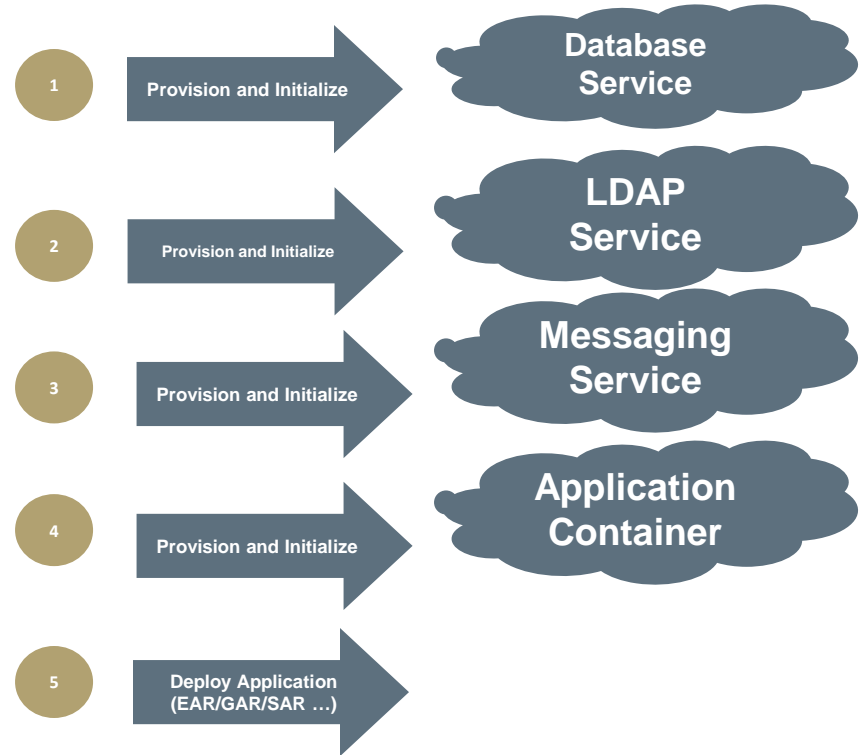 1
Provision and Initialize
Database
Service
2
Provision and Initialize
LDAP
Service
3
Provision and Initialize
Messaging
Service
4
Provision and Initialize
Application
Container
5
Deploy Application
(EAR/GAR/SAR ...)